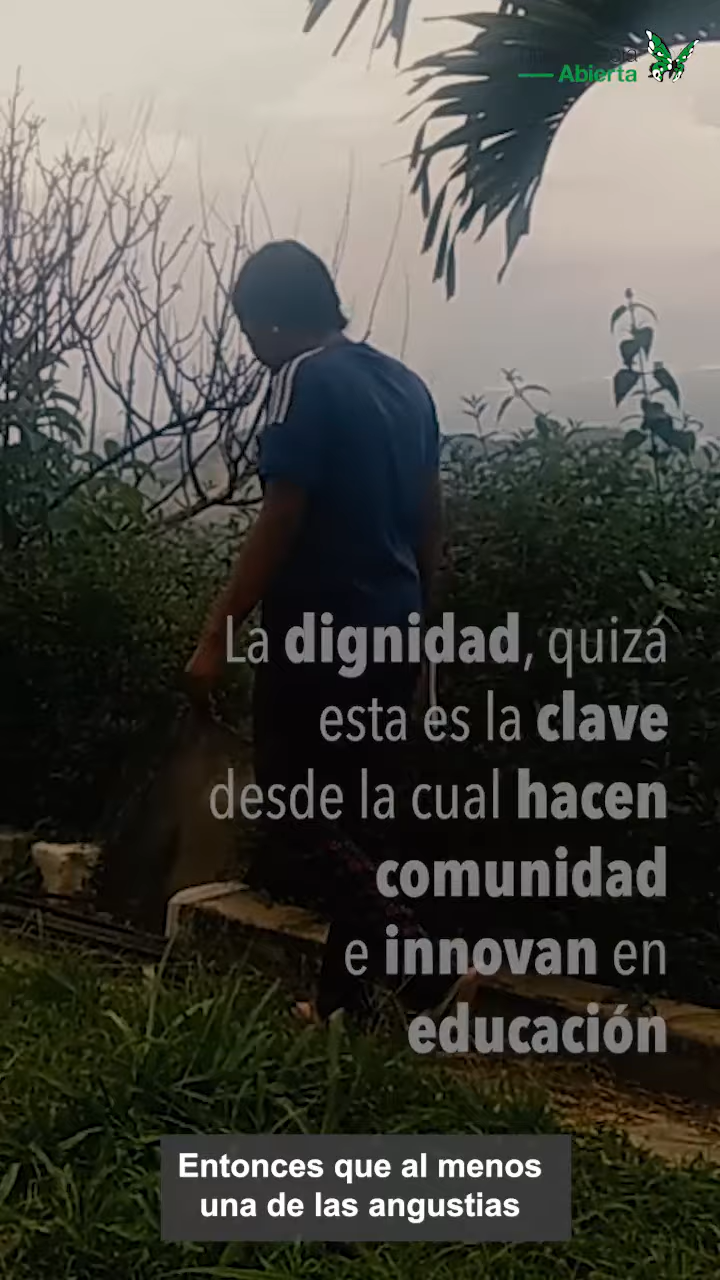 Abierta
La dignidad, quizá
esta es la clave
desde la cual hacen
comunidad
e innovan en
educación
Entonces que al menos
una de las angustias